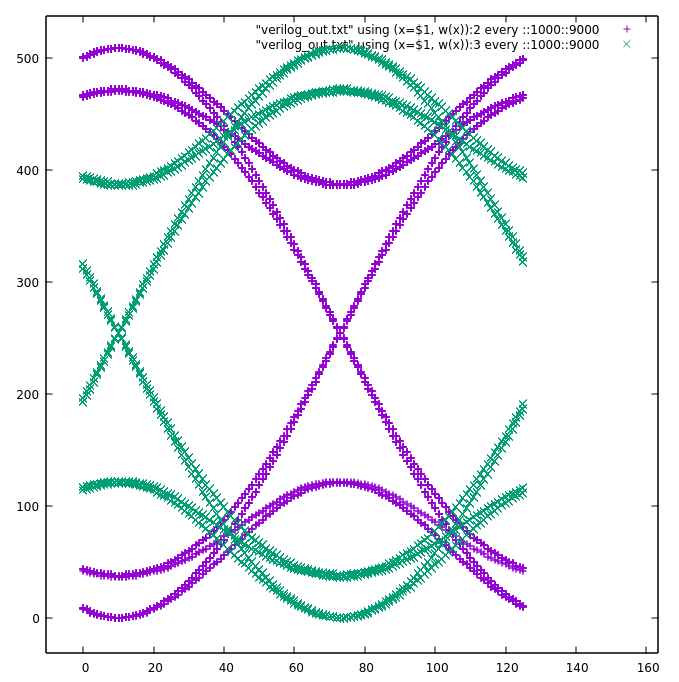 "verilog_out.txt" using (x=$1, w(x)):2 every ::1000::9000
"verilog_out.txt" using (x=$1, w(x)):3 every ::1000::9000
500
400
300
200
100
0
0 20 40 60 80 100 120 140 160